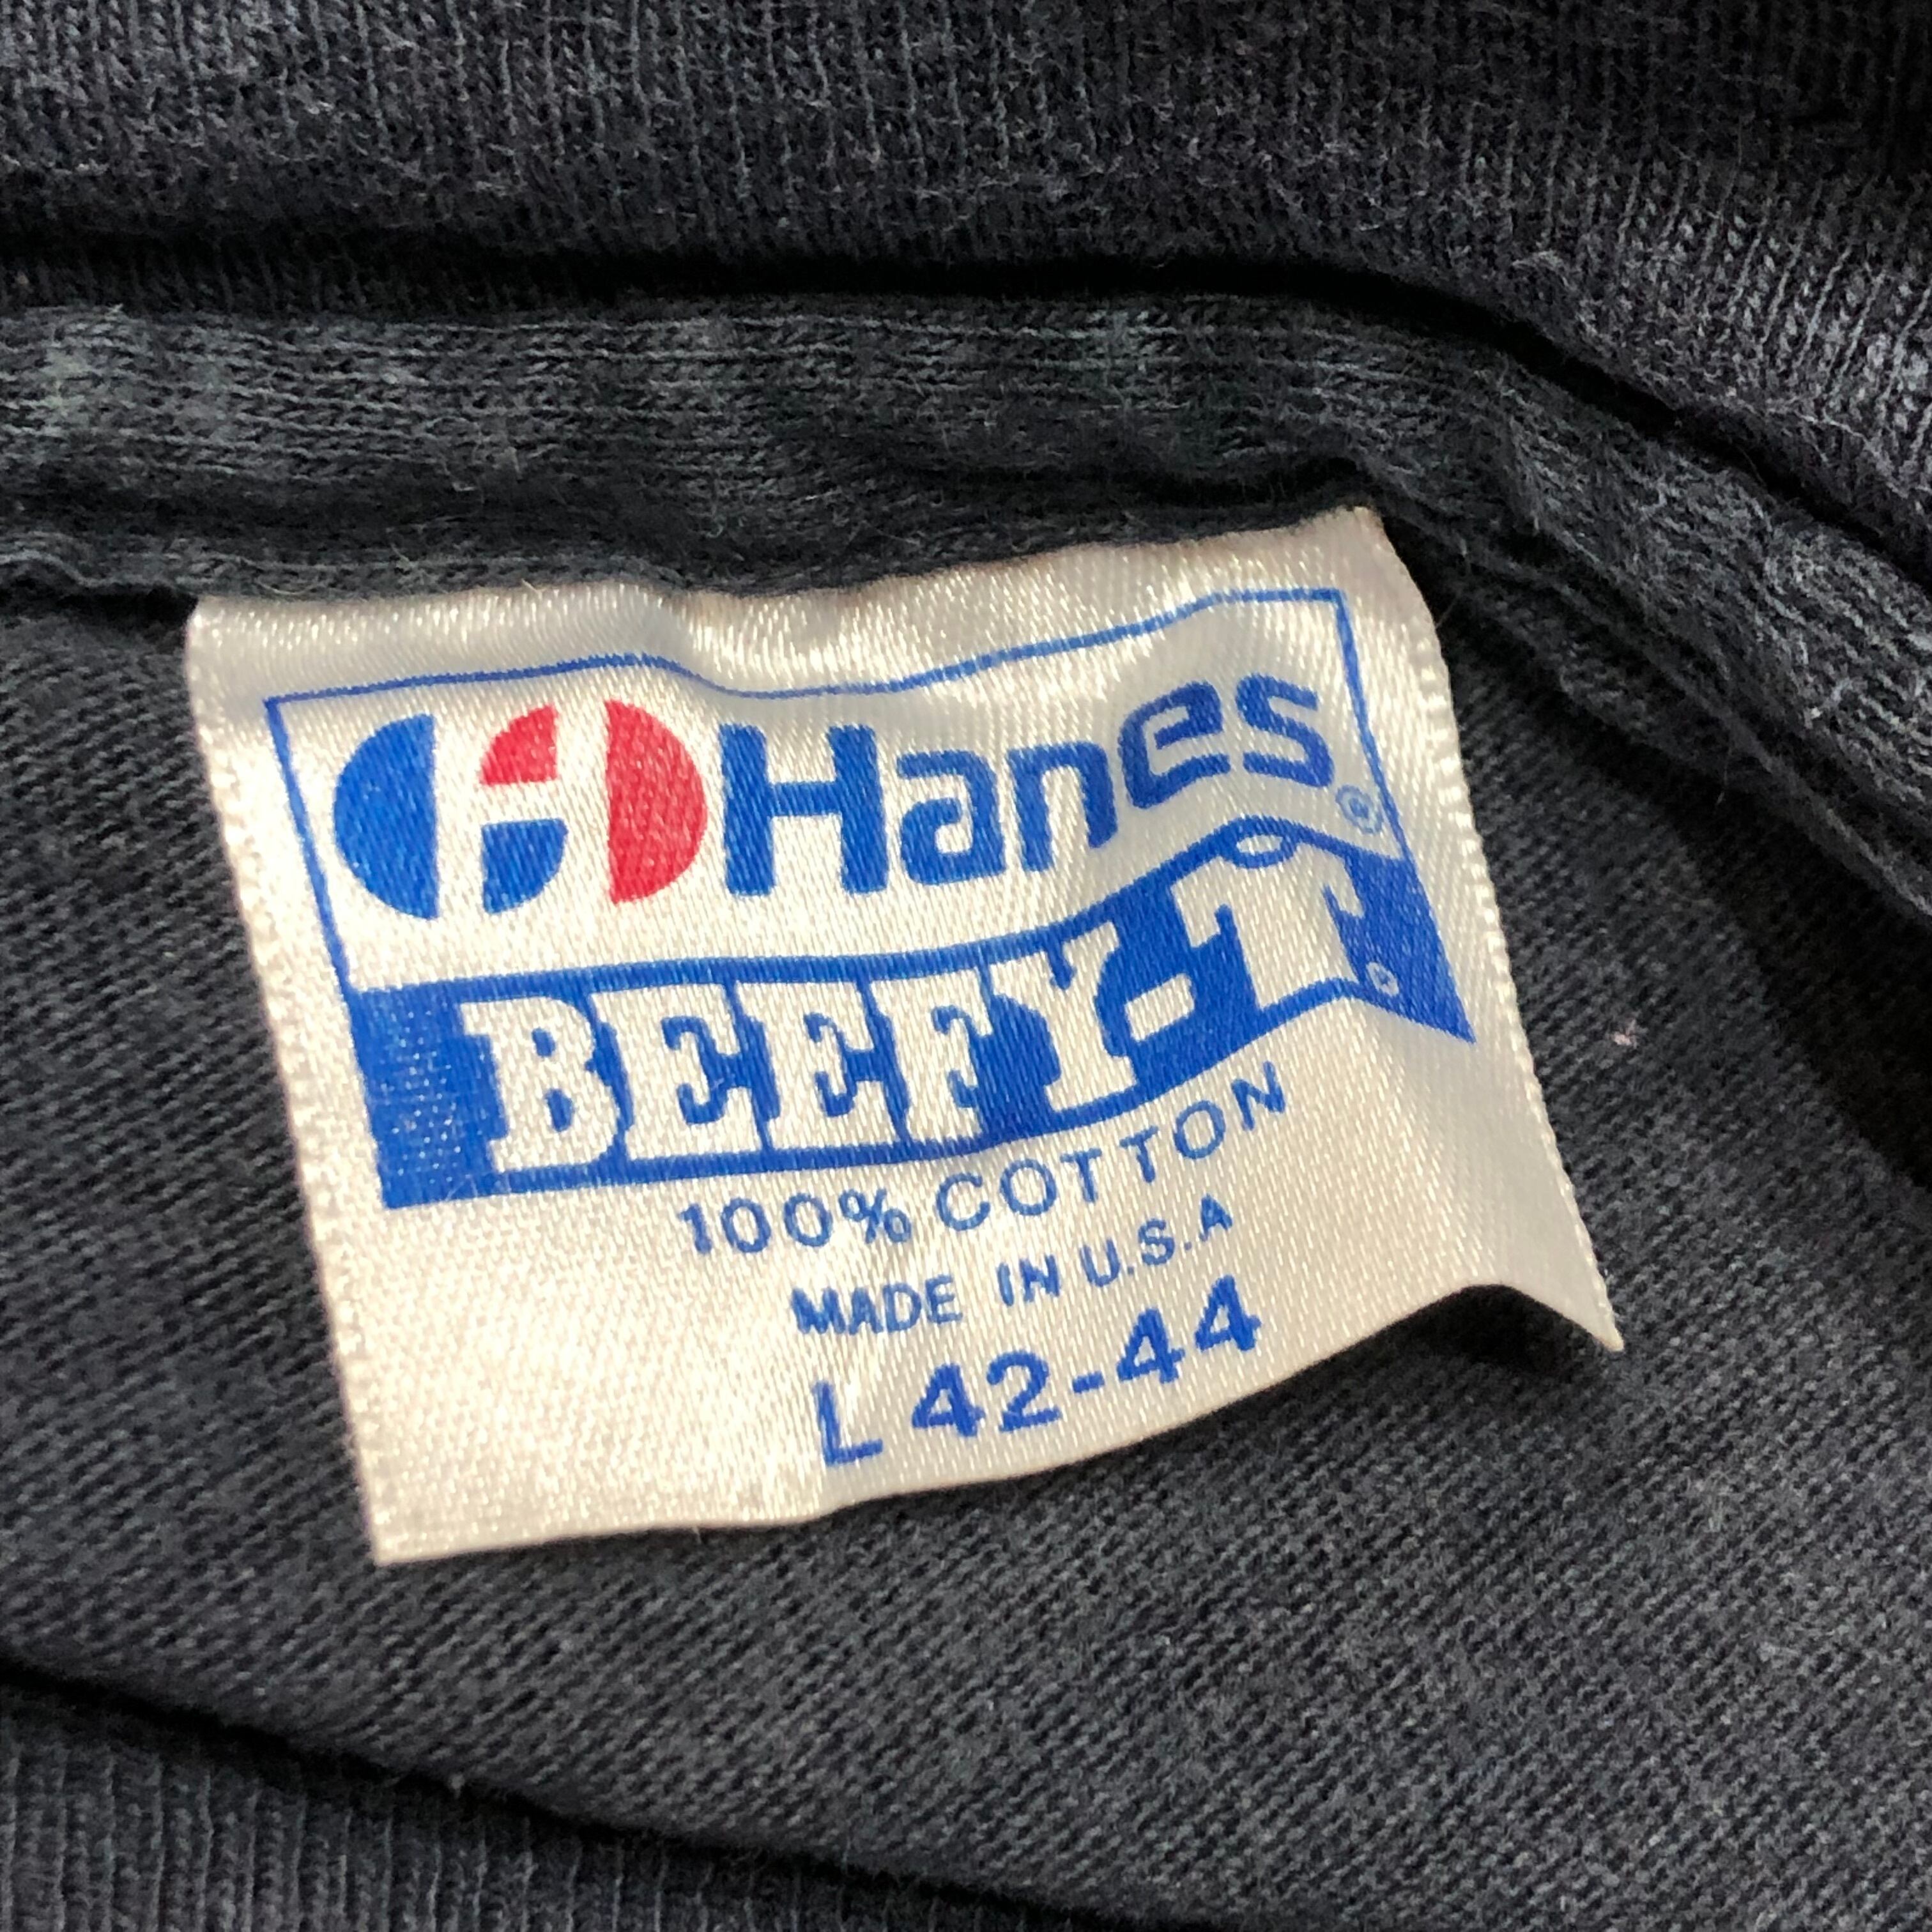 Hanes®
BEEFY-T®
100% COTTON
MADE IN U.S.A
L 42-44